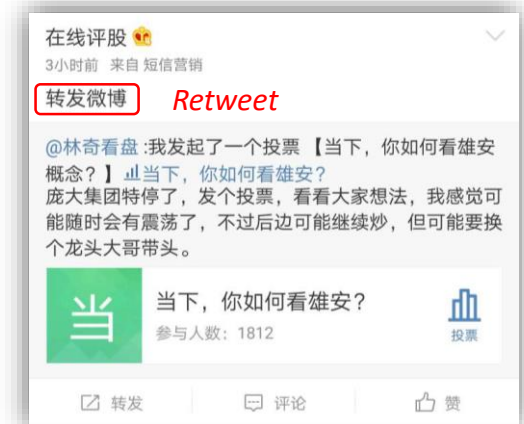 在线评股
3小时前 来自 短信营销
转发微博 Retweet
@林奇看盘:我发起了一个投票【当下，你如何看雄安
概念？】当下，你如何看雄安?
庞大集团特停了，发个投票，看看大家想法，我感觉可
能随时会有震荡了，不过后边可能继续炒，但可能要换
个龙头大哥带头。
当 当下，你如何看雄安?
参与人数：1812 投票
转发 评论 赞